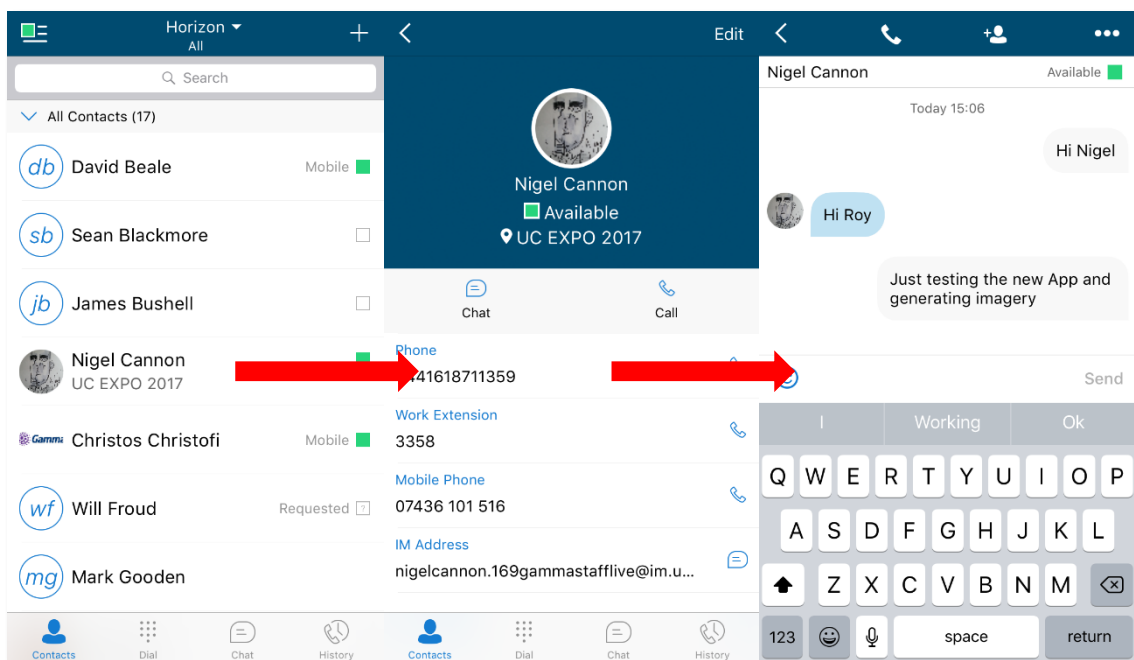 Horizon
All
Search
All Contacts (17)
db David Beale Mobile
sb Sean Blackmore
jb James Bushell
Nigel Cannon
UC EXPO 2017
Gamma Christos Christofi Mobile
wf Will Froud Requested ?
mg Mark Gooden
Contacts Dial Chat History
Edit
Nigel Cannon
Available
UC EXPO 2017
Chat Call
Phone
41618711359
Work Extension
3358
Mobile Phone
07436 101 516
IM Address
nigelcannon.169gammastafflive@im.u...
Contacts Dial Chat History
Nigel Cannon Available
Today 15:06
Hi Nigel
Hi Roy
Just testing the new App and
generating imagery
Send
I Working Ok
Q W E R T Y U I O P
A S D F G H J K L
Z X C V B N M
123 space return